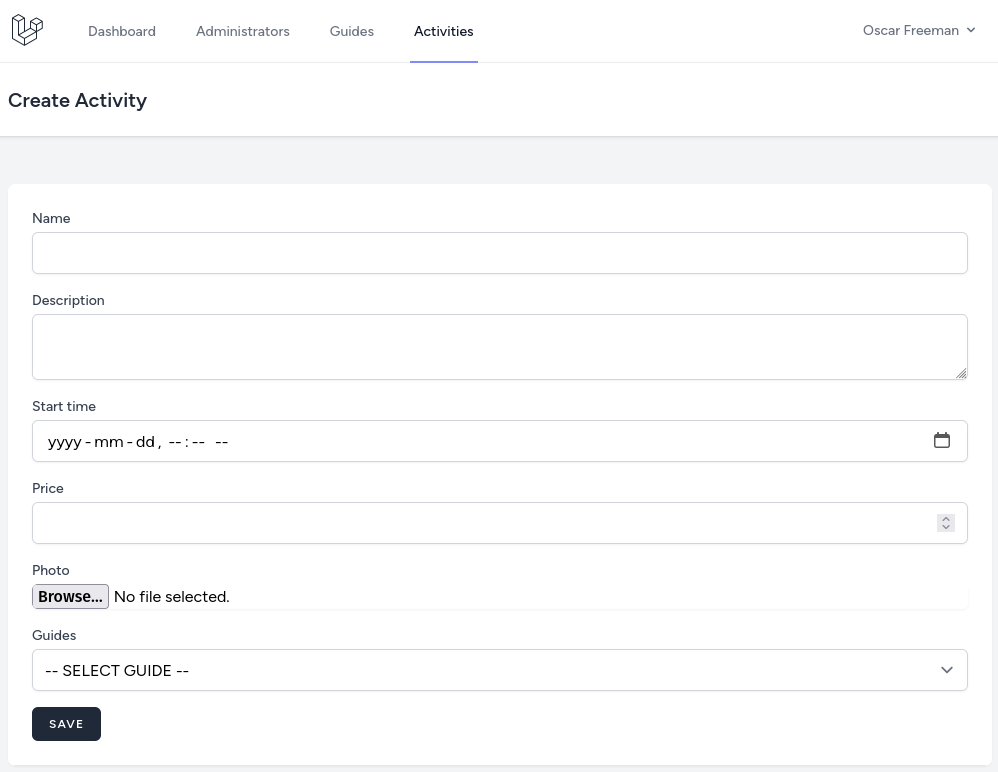 Dashboard Administrators Guides Activities Oscar Freeman
Create Activity
Name
Description
Start time
yyyy-mm-dd, --:-- --
Price
Photo
Browse... No file selected.
Guides
-- SELECT GUIDE --
SAVE